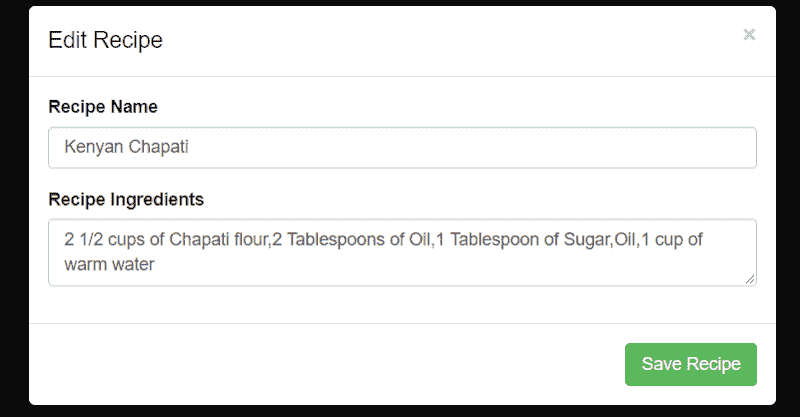 Edit Recipe
×
Recipe Name
Kenyan Chapati
Recipe Ingredients
2 1/2 cups of Chapati flour,2 Tablespoons of Oil,1 Tablespoon of Sugar,Oil,1 cup of
warm water
Save Recipe